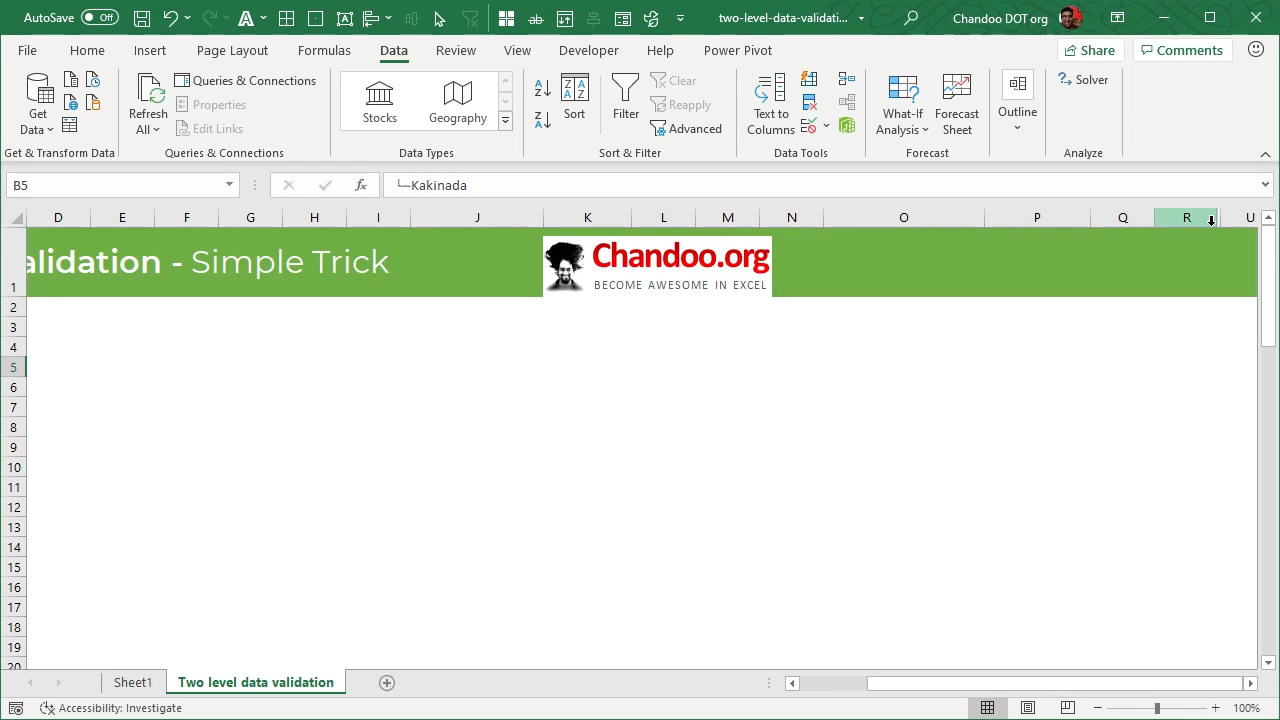 AutoSave Off
two-level-data-validati...
Chandoo DOT org
File Home Insert Page Layout Formulas Data Review View Developer Help Power Pivot
Share Comments
Get Data
Refresh All
Queries & Connections
Properties
Edit Links
Stocks
Geography
Sort
Filter
Clear
Reapply
Advanced
Text to Columns
What-If Analysis
Forecast Sheet
Outline
Solver
Get & Transform Data
Queries & Connections
Data Types
Sort & Filter
Data Tools
Forecast
Analyze
B5
fx
└─Kakinada
D E F G H I J K L M N O P Q R U
alidation - Simple Trick
Chandoo.org
BECOME AWESOME IN EXCEL
1
2
3
4
5
6
7
8
9
10
11
12
13
14
15
16
17
18
19
20
Sheet1
Two level data validation
Accessibility: Investigate
100%